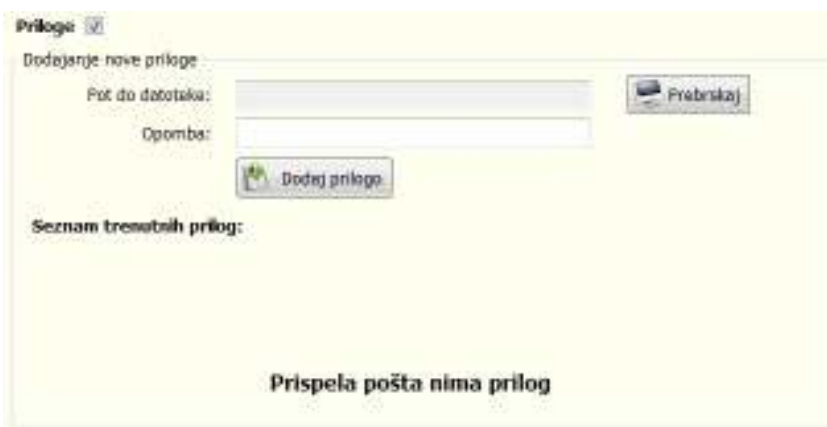 Priloge
Dodajanje nove priloge
Pot do datoteke:
Prebrskaj
Opomba:
Dodaj prilogo
Seznam trenutnih prilog:
Prispela pošta nima prilog